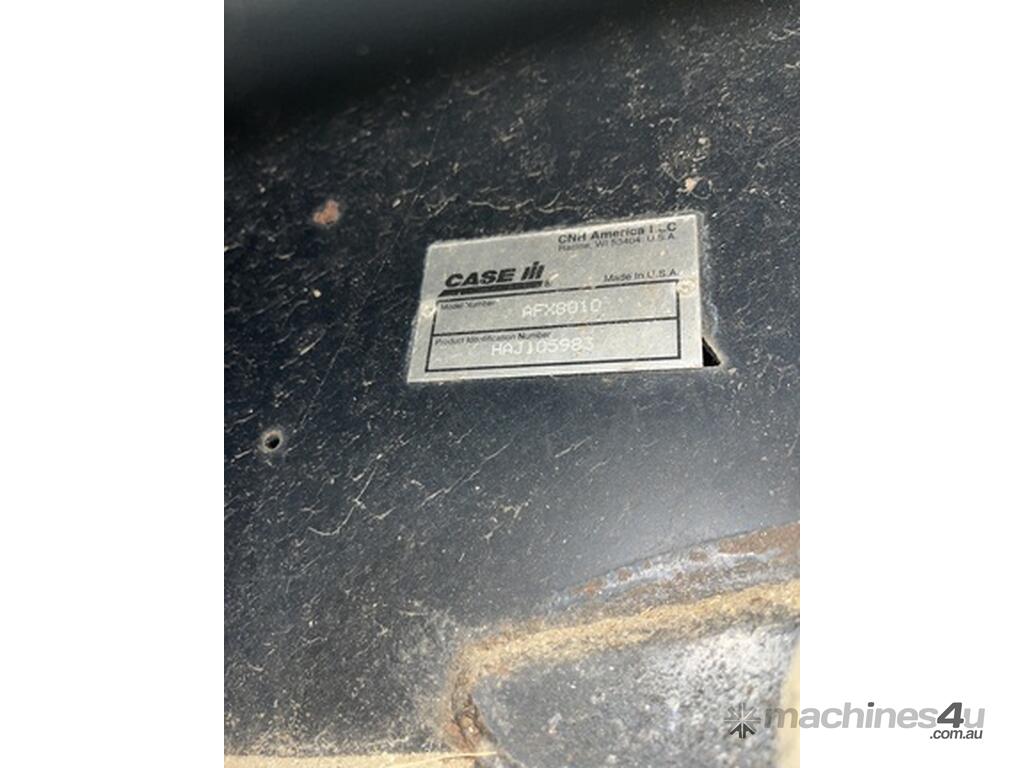 CNH America LLC
Racine, WI 53404 U.S.A.
CASE IH
Made in U.S.A.
Model Number
AFX8010
Product Identification Number
HAJ105983
machines4u
.com.au